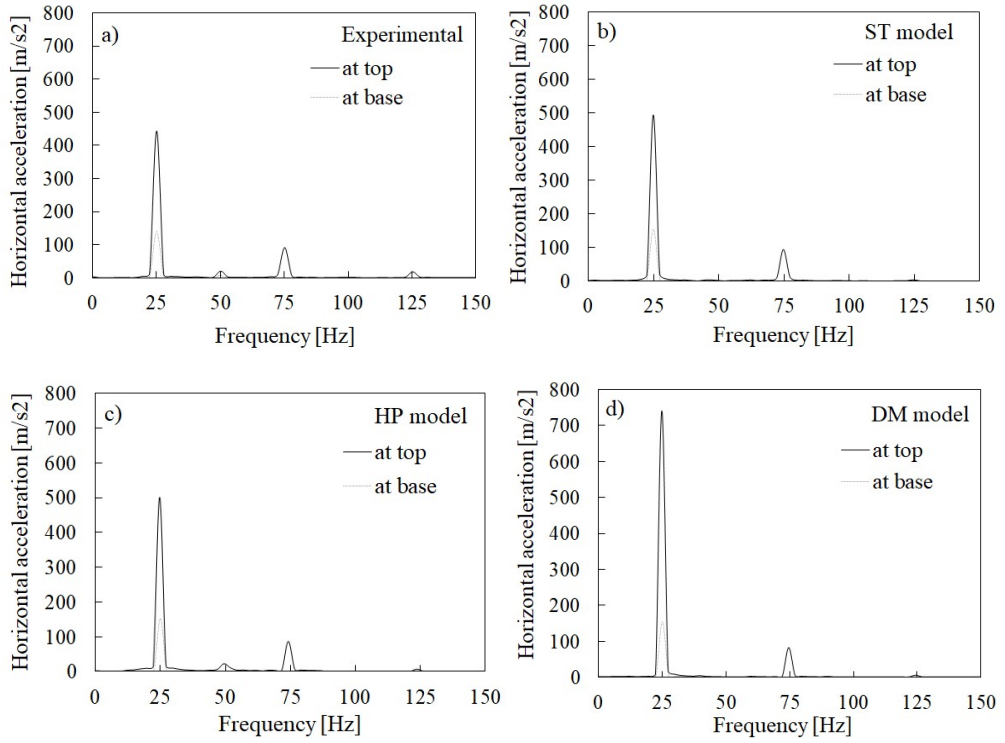 a)
Experimental
at top
at base
Horizontal acceleration [m/s2]
800
700
600
500
400
300
200
100
0
0 25 50 75 100 125 150
Frequency [Hz]
b)
ST model
at top
at base
Horizontal acceleration [m/s2]
800
700
600
500
400
300
200
100
0
0 25 50 75 100 125 150
Frequency [Hz]
c)
HP model
at top
at base
Horizontal acceleration [m/s2]
800
700
600
500
400
300
200
100
0
0 25 50 75 100 125 150
Frequency [Hz]
d)
DM model
at top
at base
Horizontal acceleration [m/s2]
800
700
600
500
400
300
200
100
0
0 25 50 75 100 125 150
Frequency [Hz]